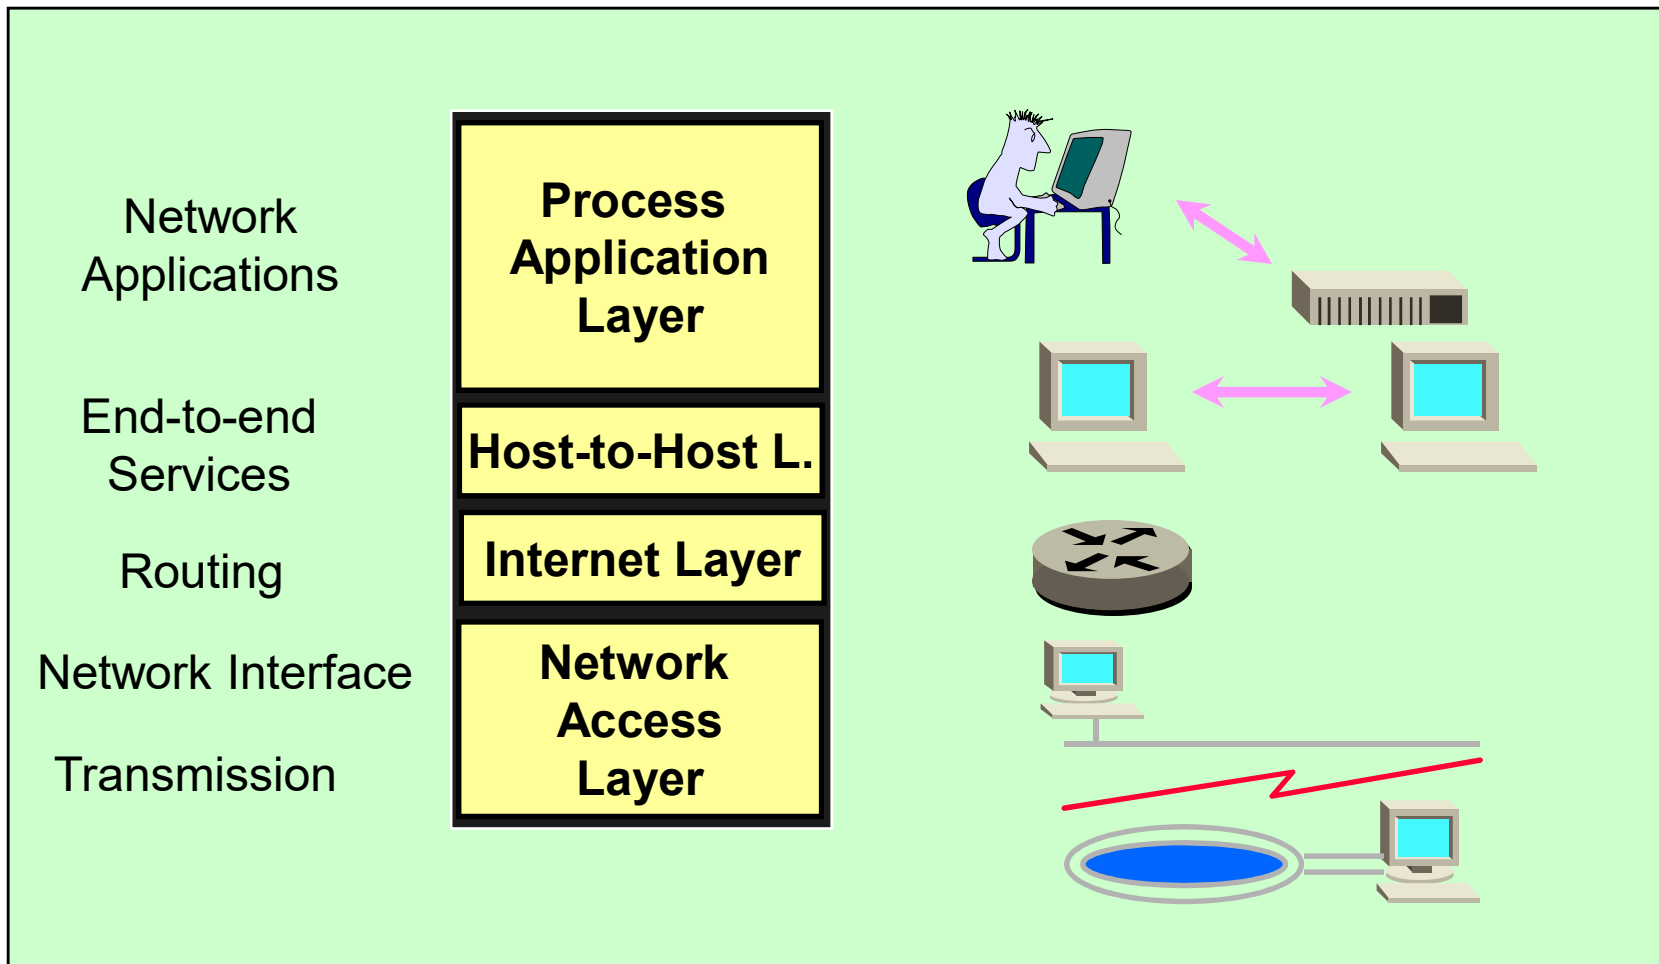 Network
Applications
Process
Application
Layer
End-to-end
Services
Host-to-Host L.
Routing
Internet Layer
Network Interface
Transmission
Network
Access
Layer